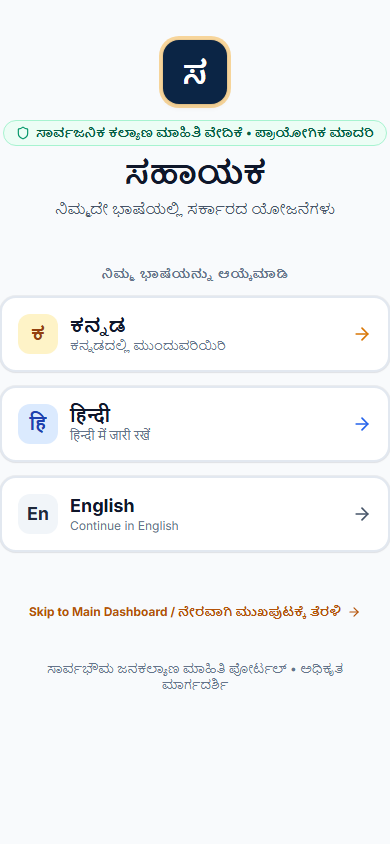 ಸ
ಸಾರ್ವಜನಿಕ ಕಲ್ಯಾಣ ಮಾಹಿತಿ ವೇದಿಕೆ • ಪ್ರಾಯೋಗಿಕ ಮಾದರಿ
ಸಹಾಯಕ
ನಿಮ್ಮದೇ ಭಾಷೆಯಲ್ಲಿ ಸರ್ಕಾರದ ಯೋಜನೆಗಳು
ನಿಮ್ಮ ಭಾಷೆಯನ್ನು ಆಯ್ಕೆಮಾಡಿ
ಕ
ಕನ್ನಡ
ಕನ್ನಡದಲ್ಲಿ ಮುಂದುವರಿಯಿರಿ
हि
हिन्दी
हिन्दी में जारी रखें
En
English
Continue in English
Skip to Main Dashboard / ನೇರವಾಗಿ ಮುಖಪುಟಕ್ಕೆ ತೆರಳಿ →
ಸಾರ್ವಭೌಮ ಜನಕಲ್ಯಾಣ ಮಾಹಿತಿ ಪೋರ್ಟಲ್ • ಅಧಿಕೃತ
ಮಾರ್ಗದರ್ಶಿ